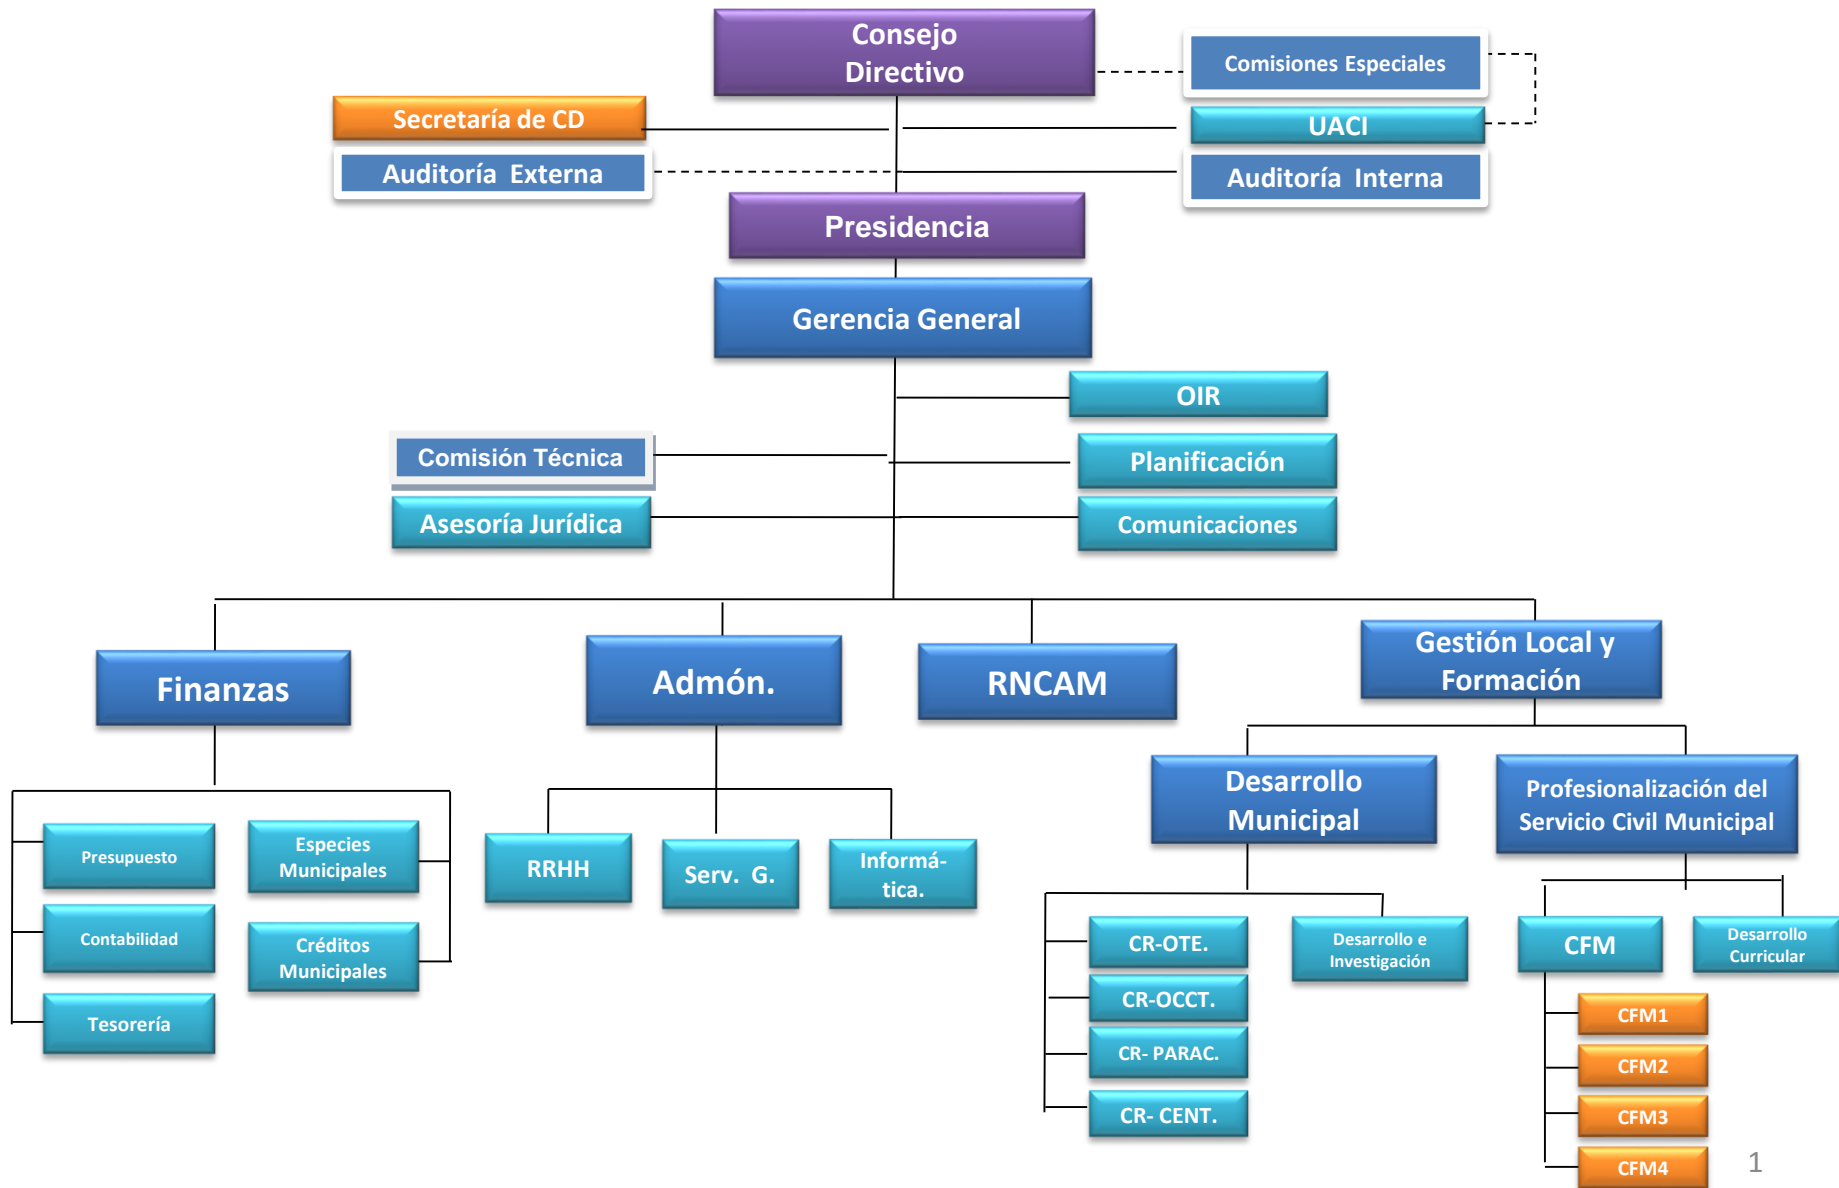 Consejo
Directivo
Comisiones Especiales
Secretaría de CD
UACI
Auditoría  Externa
Auditoría  Interna
Presidencia
Gerencia General
OIR
Comisión Técnica
Planificación
Asesoría Jurídica
Comunicaciones
Finanzas
Admón.
RNCAM
Gestión Local y
Formación
Desarrollo
Municipal
Profesionalización del
Servicio Civil Municipal
Presupuesto
Especies
Municipales
Contabilidad
Créditos
Municipales
Tesorería
RRHH
Serv.  G.
Informá-
tica.
CR-OTE.
Desarrollo e
Investigación
CR-OCCT.
CR- PARAC.
CR- CENT.
CFM
Desarrollo
Curricular
CFM1
CFM2
CFM3
CFM4
1